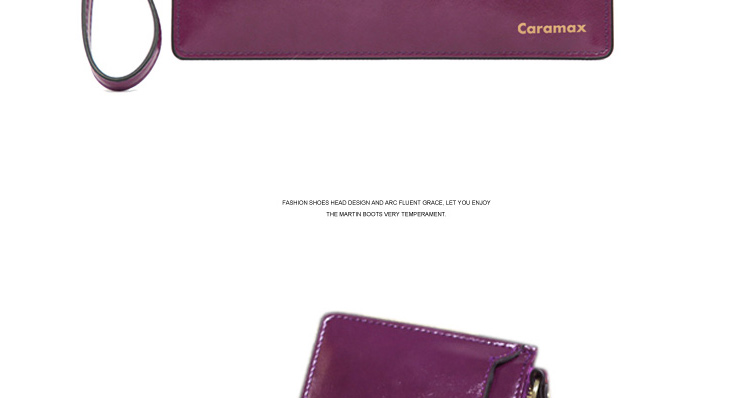 Caramax
FASHION SHOES HEAD DESIGN AND ARC FLUENT GRACE, LET YOU ENJOY
THE MARTIN BOOTS VERY TEMPERAMENT.